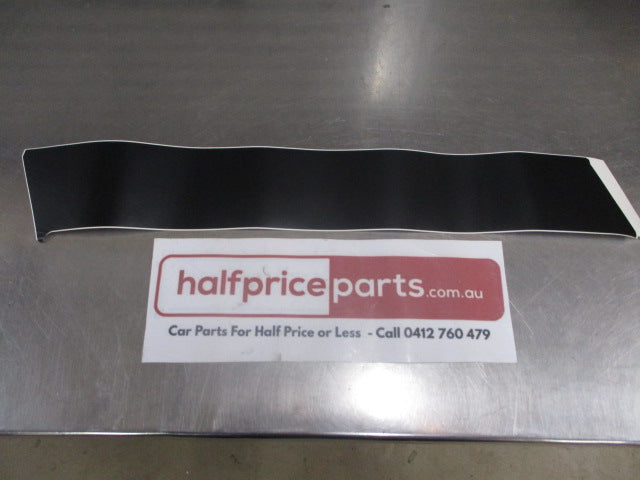 halfpriceparts.com.au
Car Parts For Half Price or Less - Call 0412 760 479